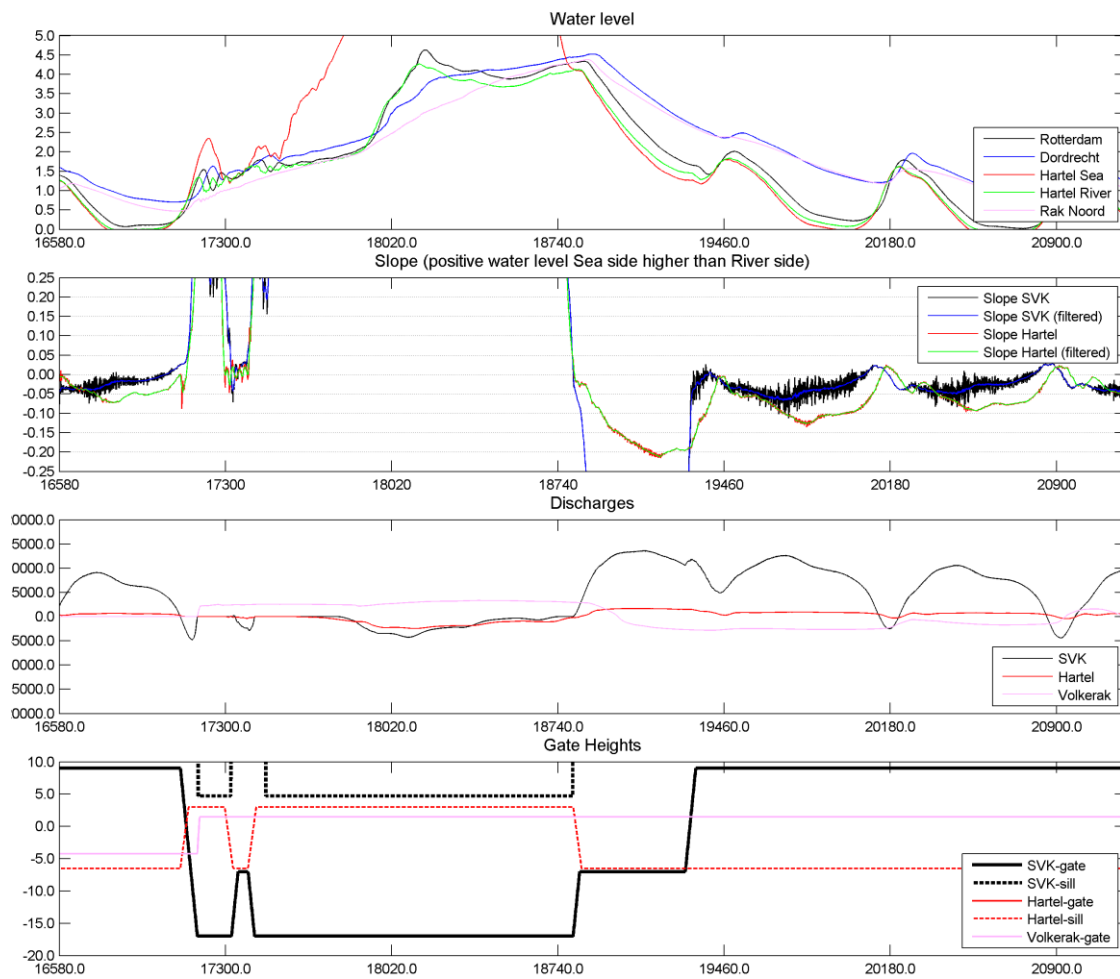 Water level
5.0
4.5
4.0
3.5
3.0
2.5
2.0
1.5
1.0
0.5
0.0
Rotterdam
Dordrecht
Hartel Sea
Hartel River
Rak Noord
16580.0 17300.0 18020.0 18740.0 19460.0 20180.0 20900.0
Slope (positive water level Sea side higher than River side)
0.25
0.20
0.15
0.10
0.05
0.00
-0.05
-0.10
-0.15
-0.20
-0.25
Slope SVK
Slope SVK (filtered)
Slope Hartel
Slope Hartel (filtered)
16580 17300 18020 18740 19460 20180 20900
Discharges
0000.0
5000.0
0000.0
5000.0
0.0
5000.0
0000.0
5000.0
0000.0
SVK
Hartel
Volkerak
16580.0 17300.0 18020.0 18740.0 19460.0 20180.0 20900.0
Gate Heights
10.0
5.0
0.0
-5.0
-10.0
-15.0
-20.0
SVK-gate
SVK-sill
Hartel-gate
Hartel-sill
Volkerak-gate
16580.0 17300.0 18020.0 18740.0 19460.0 20180.0 20900.0